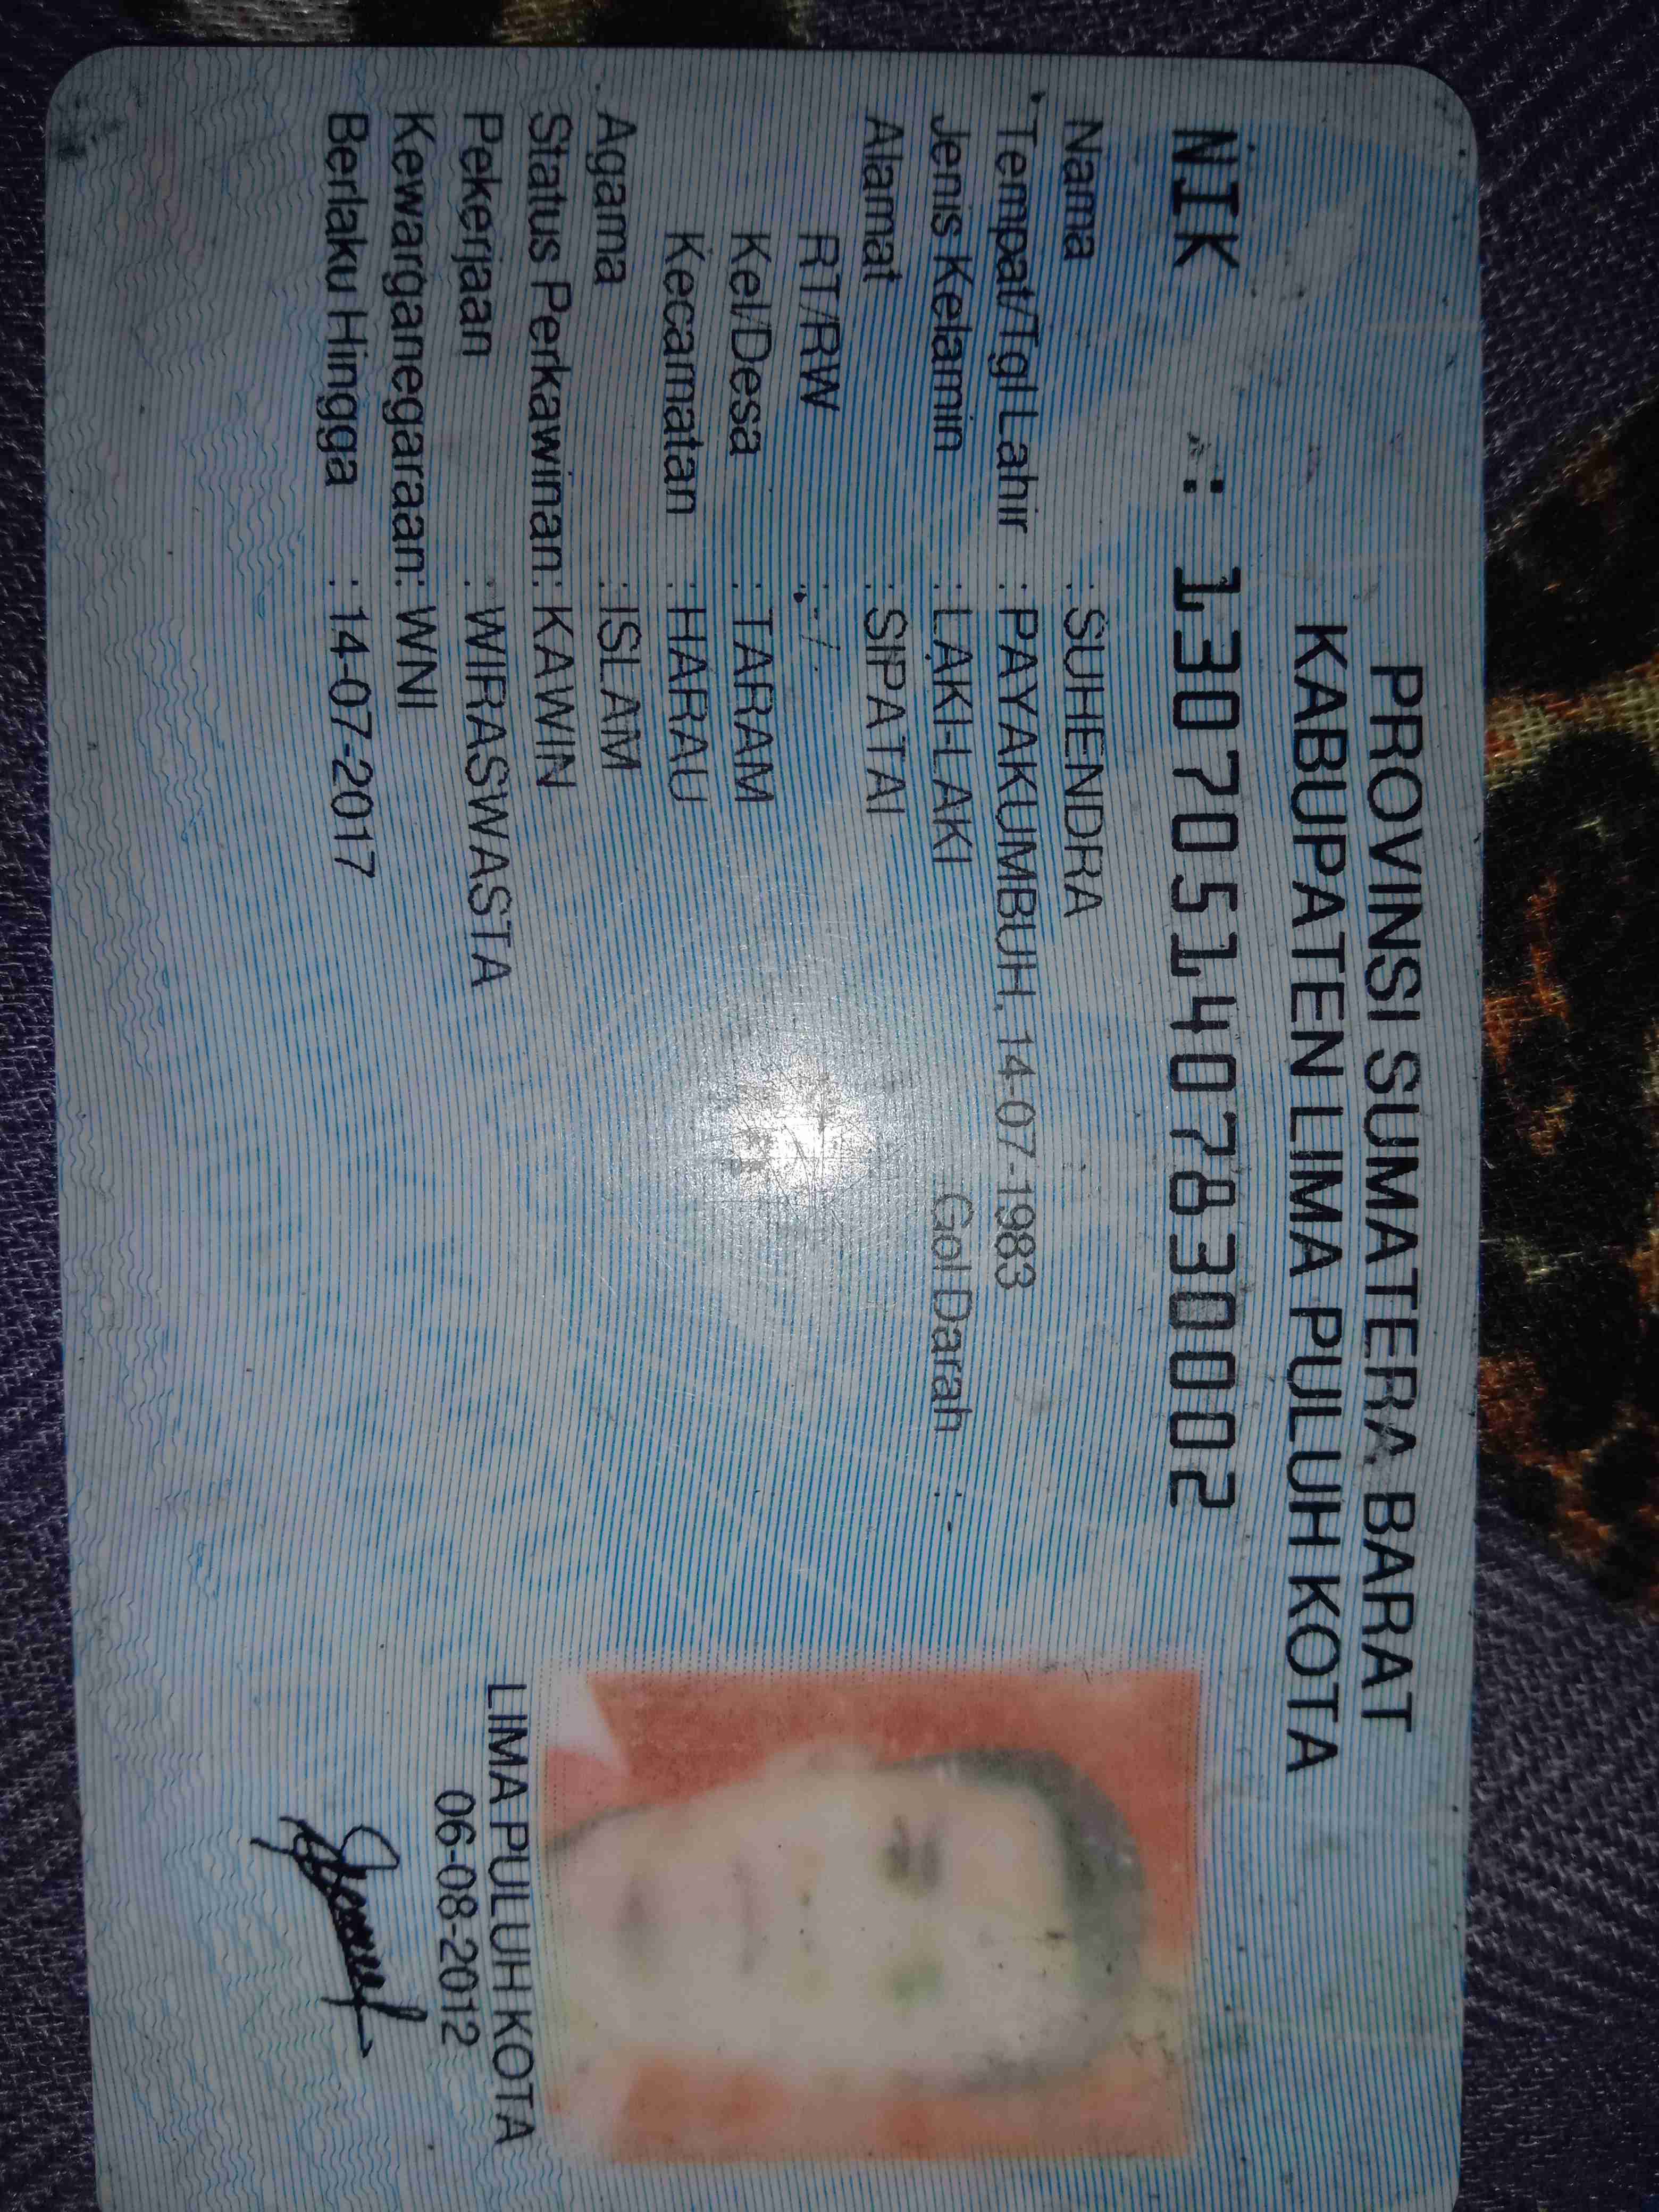 PROVINSI SUMATERA BARAT
KABUPATEN LIMA PULUH KOTA
NIK : 1307051407830002
Nama : SUHENDRA
Tempat/Tgl Lahir : PAYAKUMBUH, 14-07-1983
Jenis Kelamin : LAKI-LAKI Gol Darah : -
Alamat : SIPATAI
RT/RW : - / -
Kel/Desa : TARAM
Kecamatan : HARAU
Agama : ISLAM
Status Perkawinan: KAWIN
Pekerjaan : WIRASWASTA
Kewarganegaraan: WNI
Berlaku Hingga : 14-07-2017
LIMA PULUH KOTA
06-08-2012